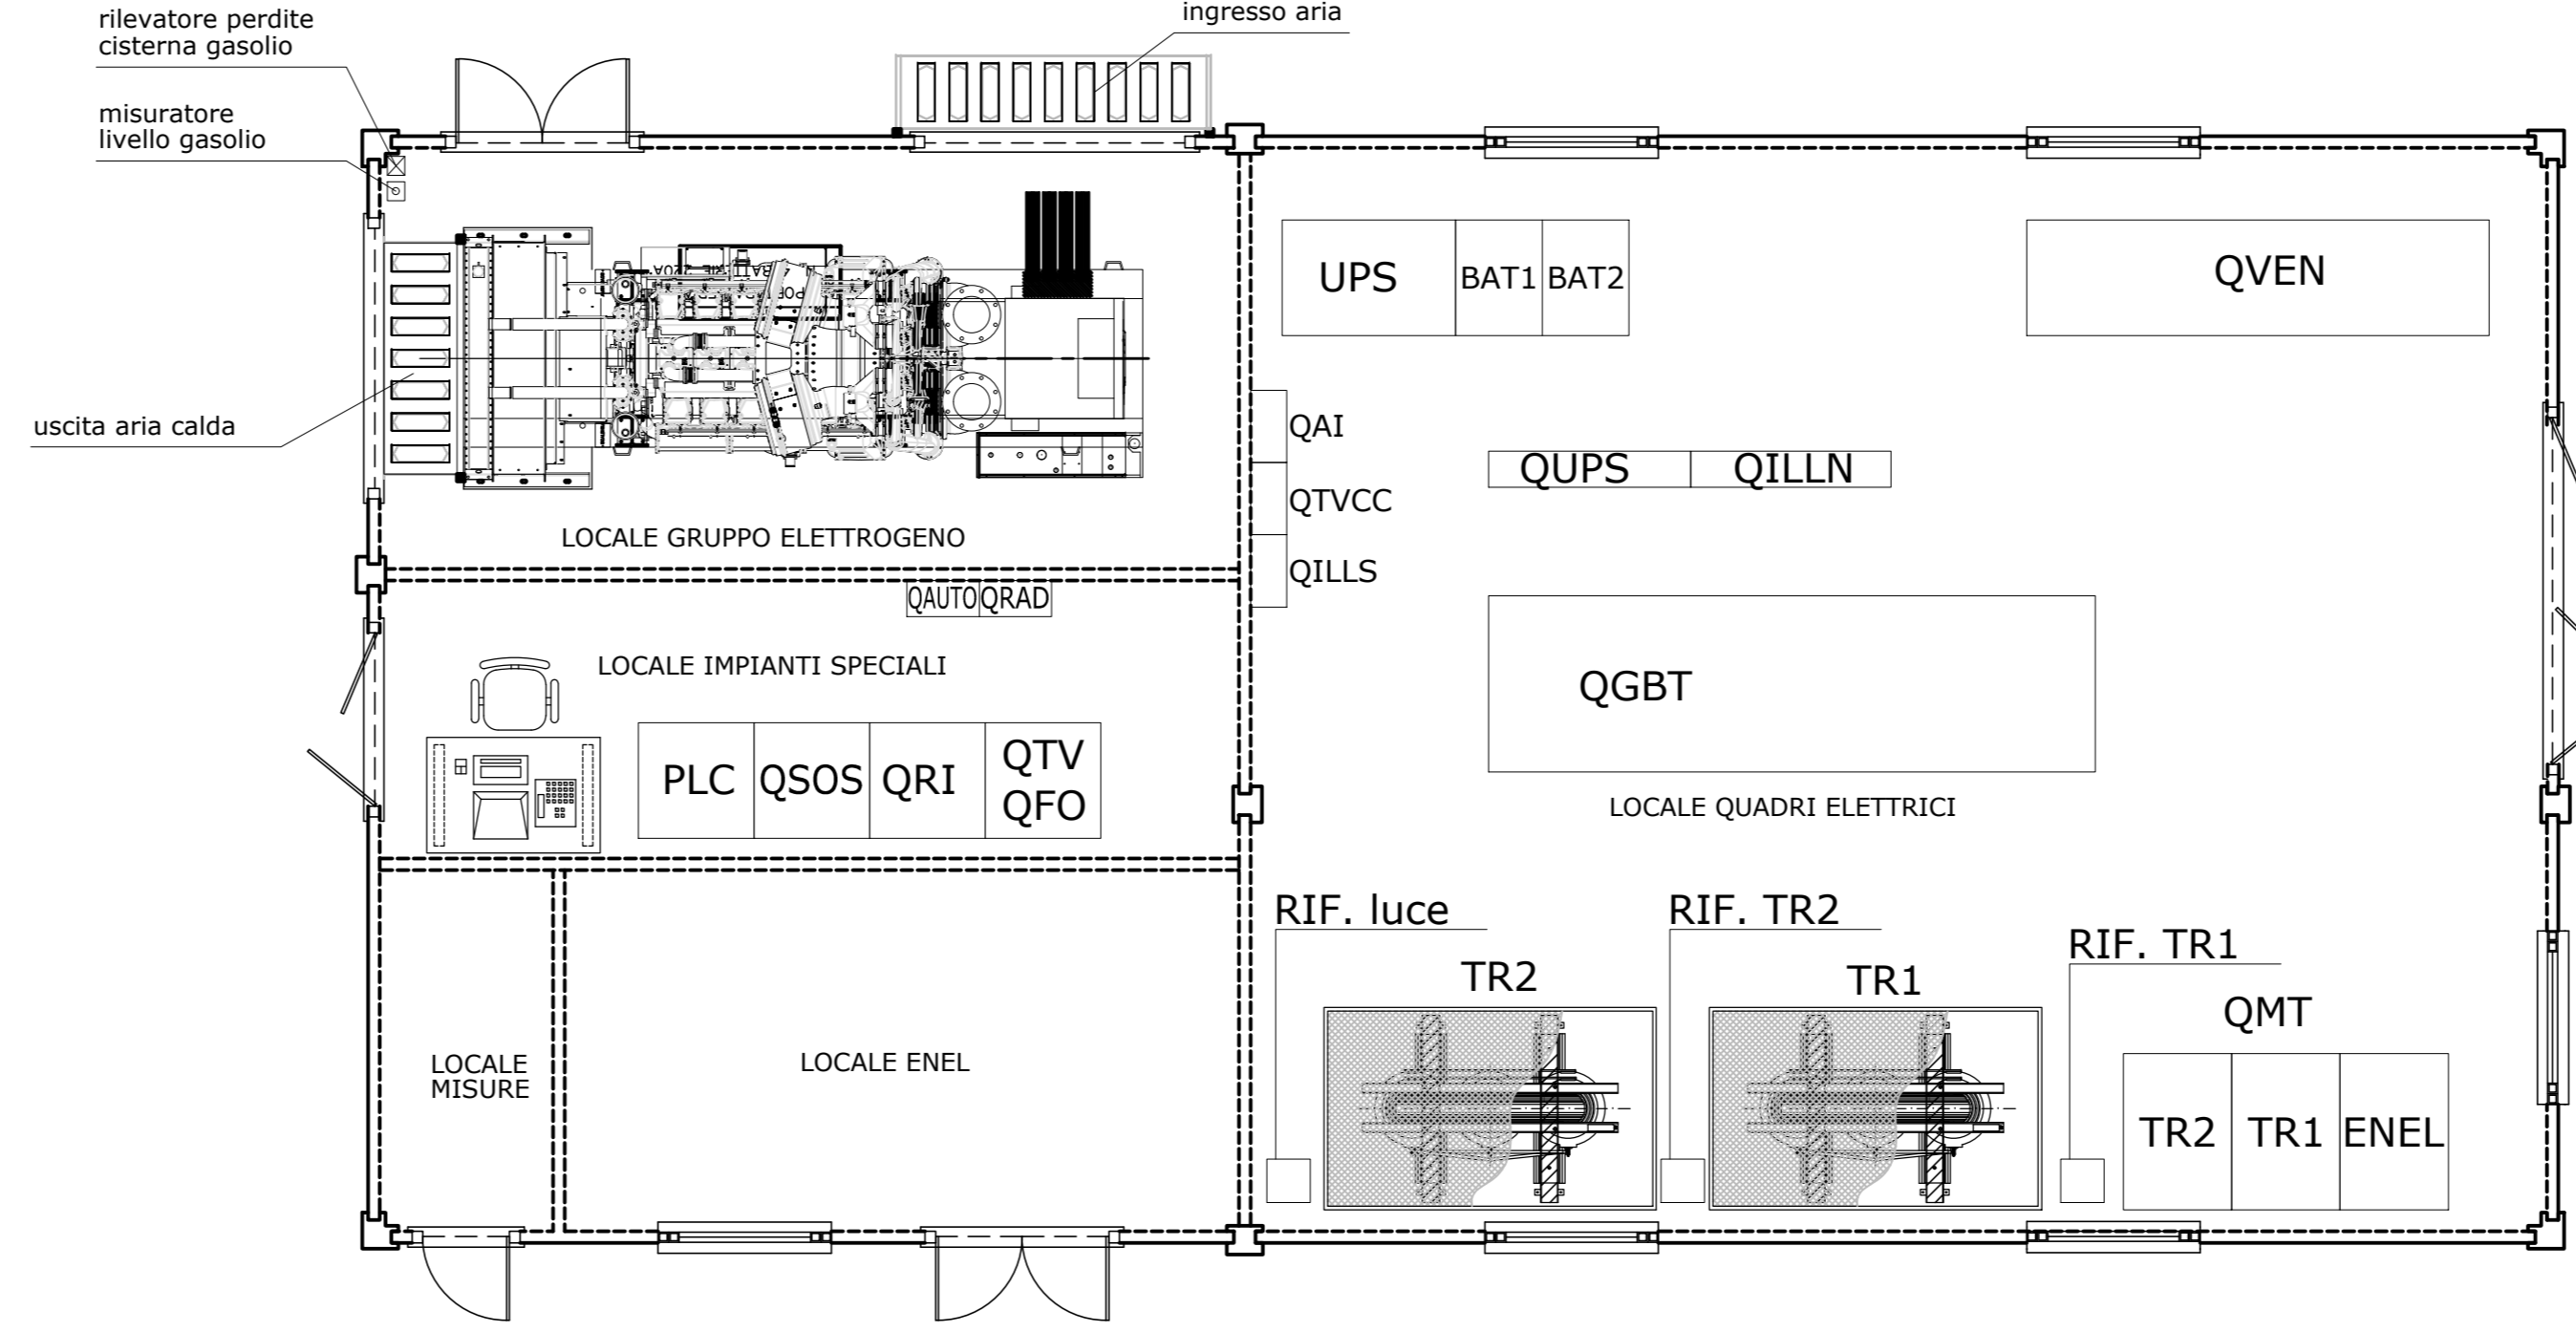 rilevatore perdite
cisterna gasolio
ingresso aria
misuratore
livello gasolio
uscita aria calda
LOCALE GRUPPO ELETTROGENO
UPS
BAT1
BAT2
QVEN
QAI
QTVCC
QILLS
QUPS
QILLN
QAUTO
QRAD
LOCALE IMPIANTI SPECIALI
QGBT
PLC
QSOS
QRI
QTV
QFO
LOCALE QUADRI ELETTRICI
RIF. luce
RIF. TR2
RIF. TR1
TR2
TR1
QMT
LOCALE
MISURE
LOCALE ENEL
TR2
TR1
ENEL